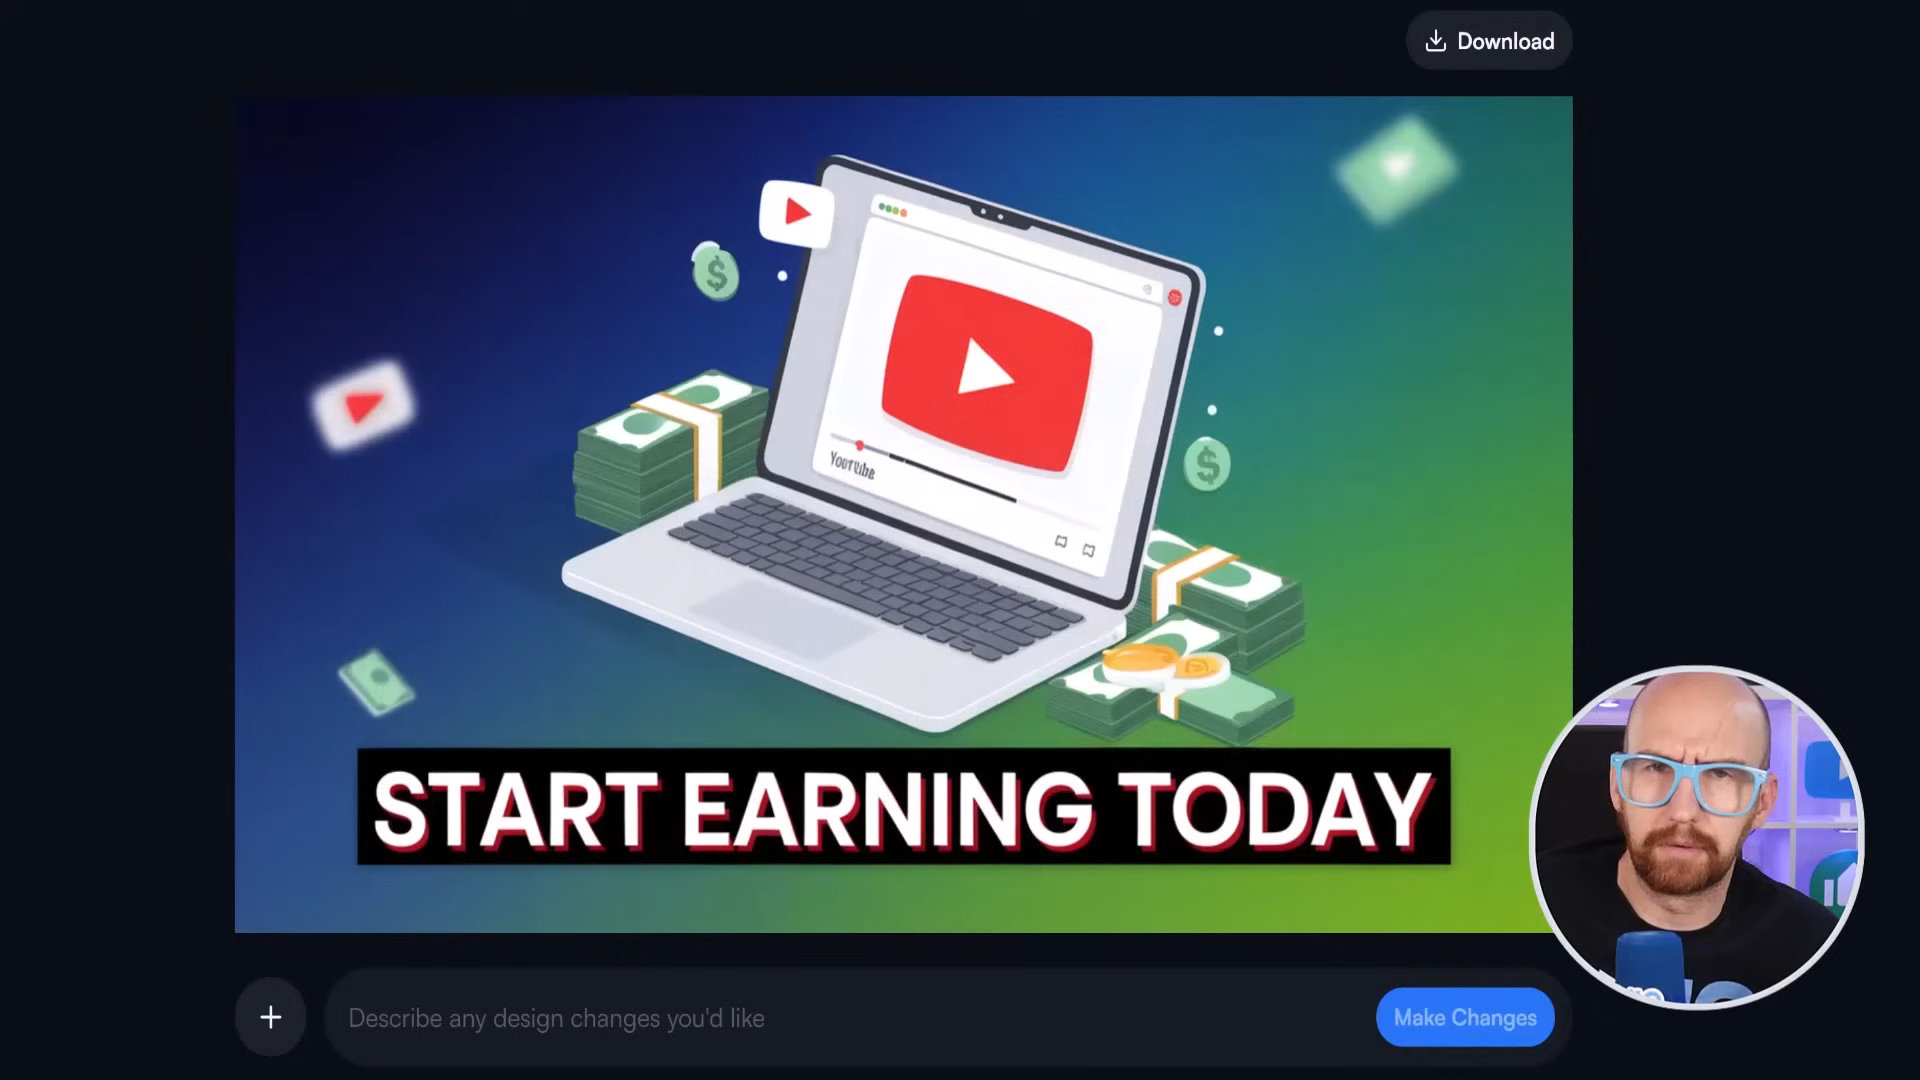 Download
YouTube
START EARNING TODAY
Describe any design changes you'd like
Make Changes